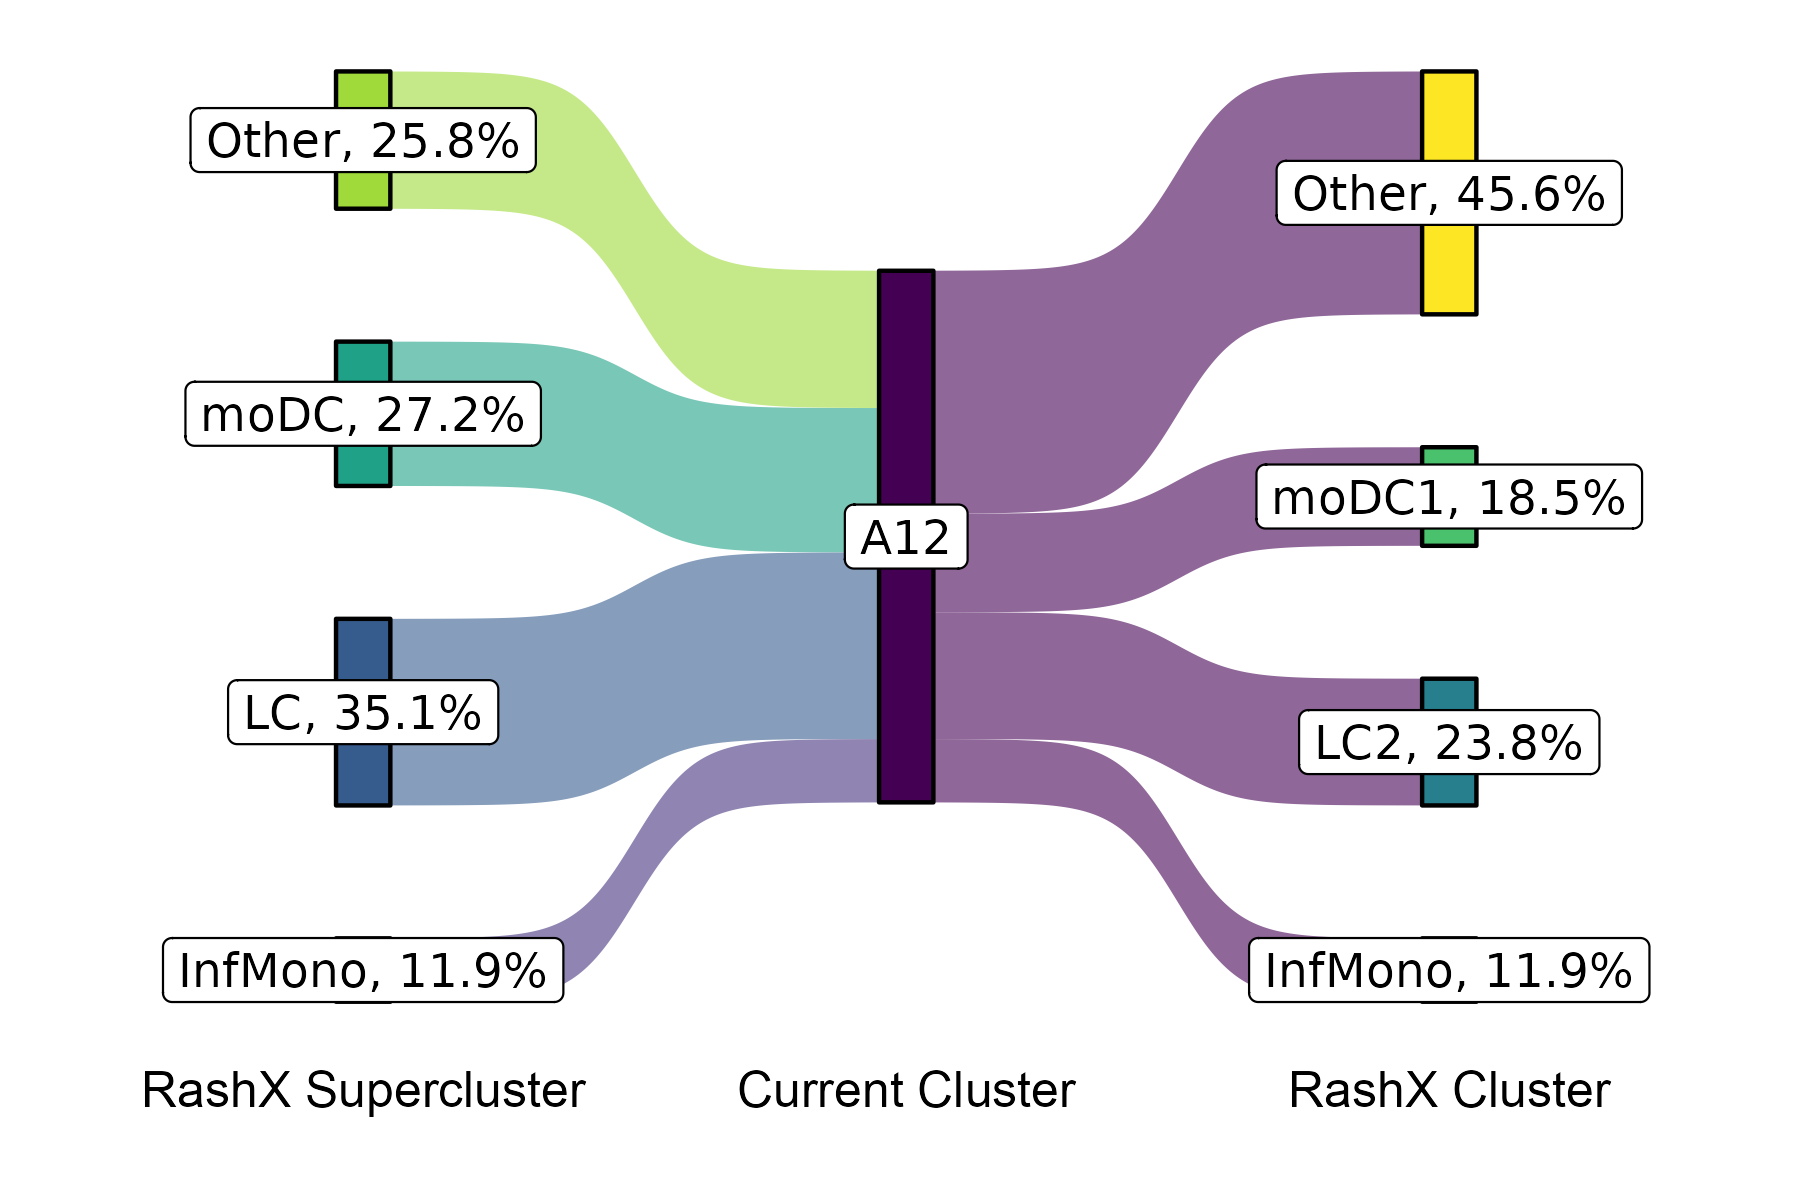 Other, 25.8%
moDC, 27.2%
LC, 35.1%
InfMono, 11.9%
A12
Other, 45.6%
moDC1, 18.5%
LC2, 23.8%
InfMono, 11.9%
RashX Supercluster
Current Cluster
RashX Cluster